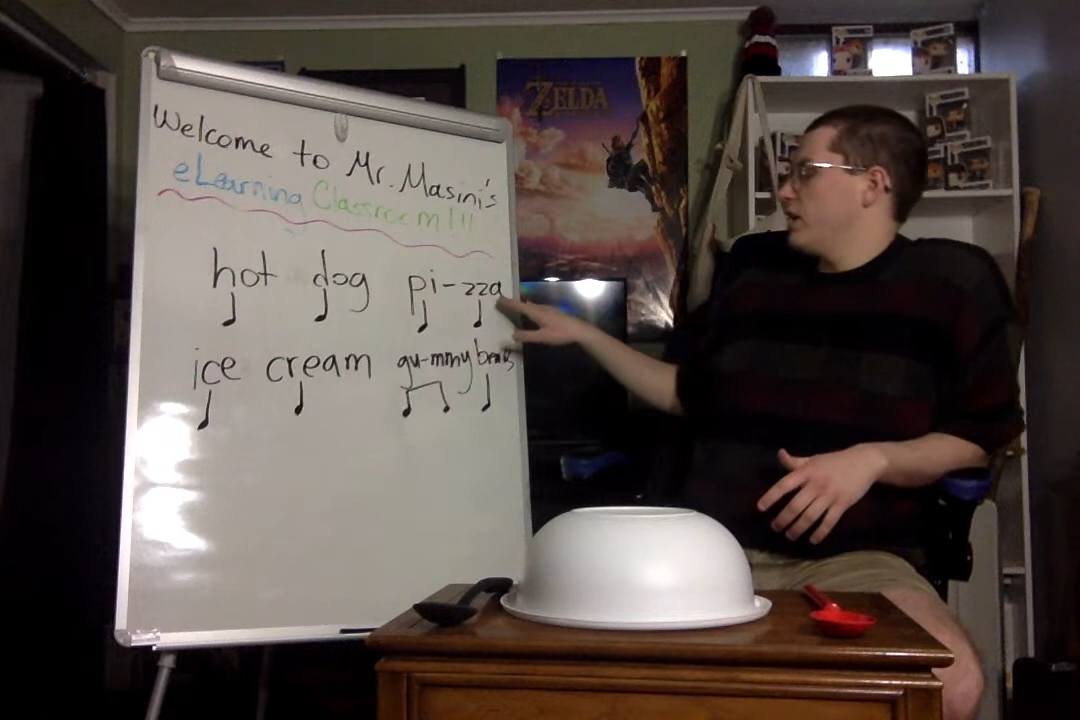 Welcome to Mr. Masini's
eLearning Classroom!!!
hot dog pi-zza
ice cream gu-mmy bears
ZELDA